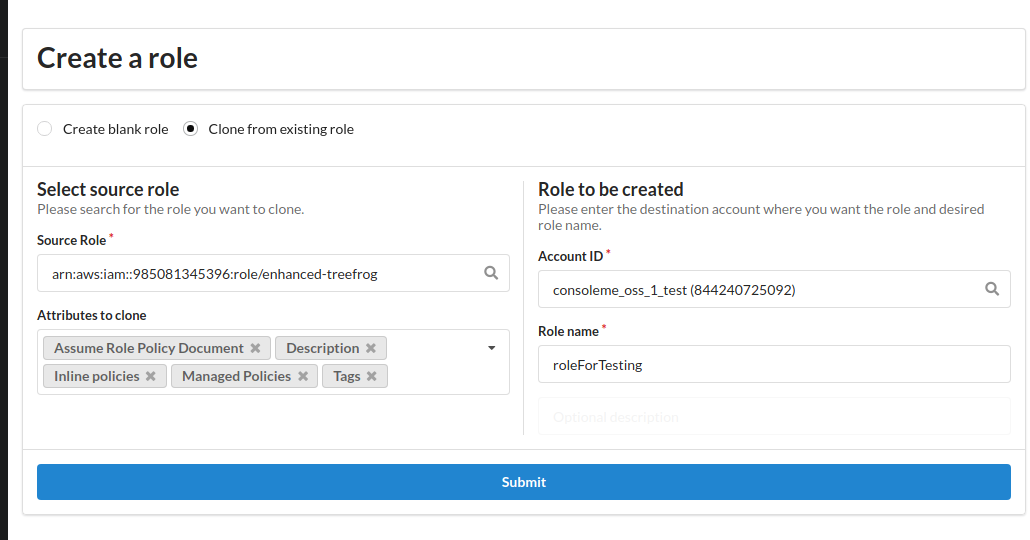 Create a role
Create blank role
Clone from existing role
Select source role
Please search for the role you want to clone.
Source Role *
arn:aws:iam::985081345396:role/enhanced-treefrog
Attributes to clone
Assume Role Policy Document
Description
Inline policies
Managed Policies
Tags
Role to be created
Please enter the destination account where you want the role and desired
role name.
Account ID *
consoleme_oss_1_test (844240725092)
Role name *
roleForTesting
Optional description
Submit